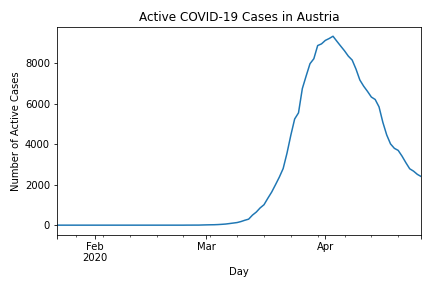 Active COVID-19 Cases in Austria
Number of Active Cases
8000
6000
4000
2000
0
Feb
2020
Mar
Apr
Day